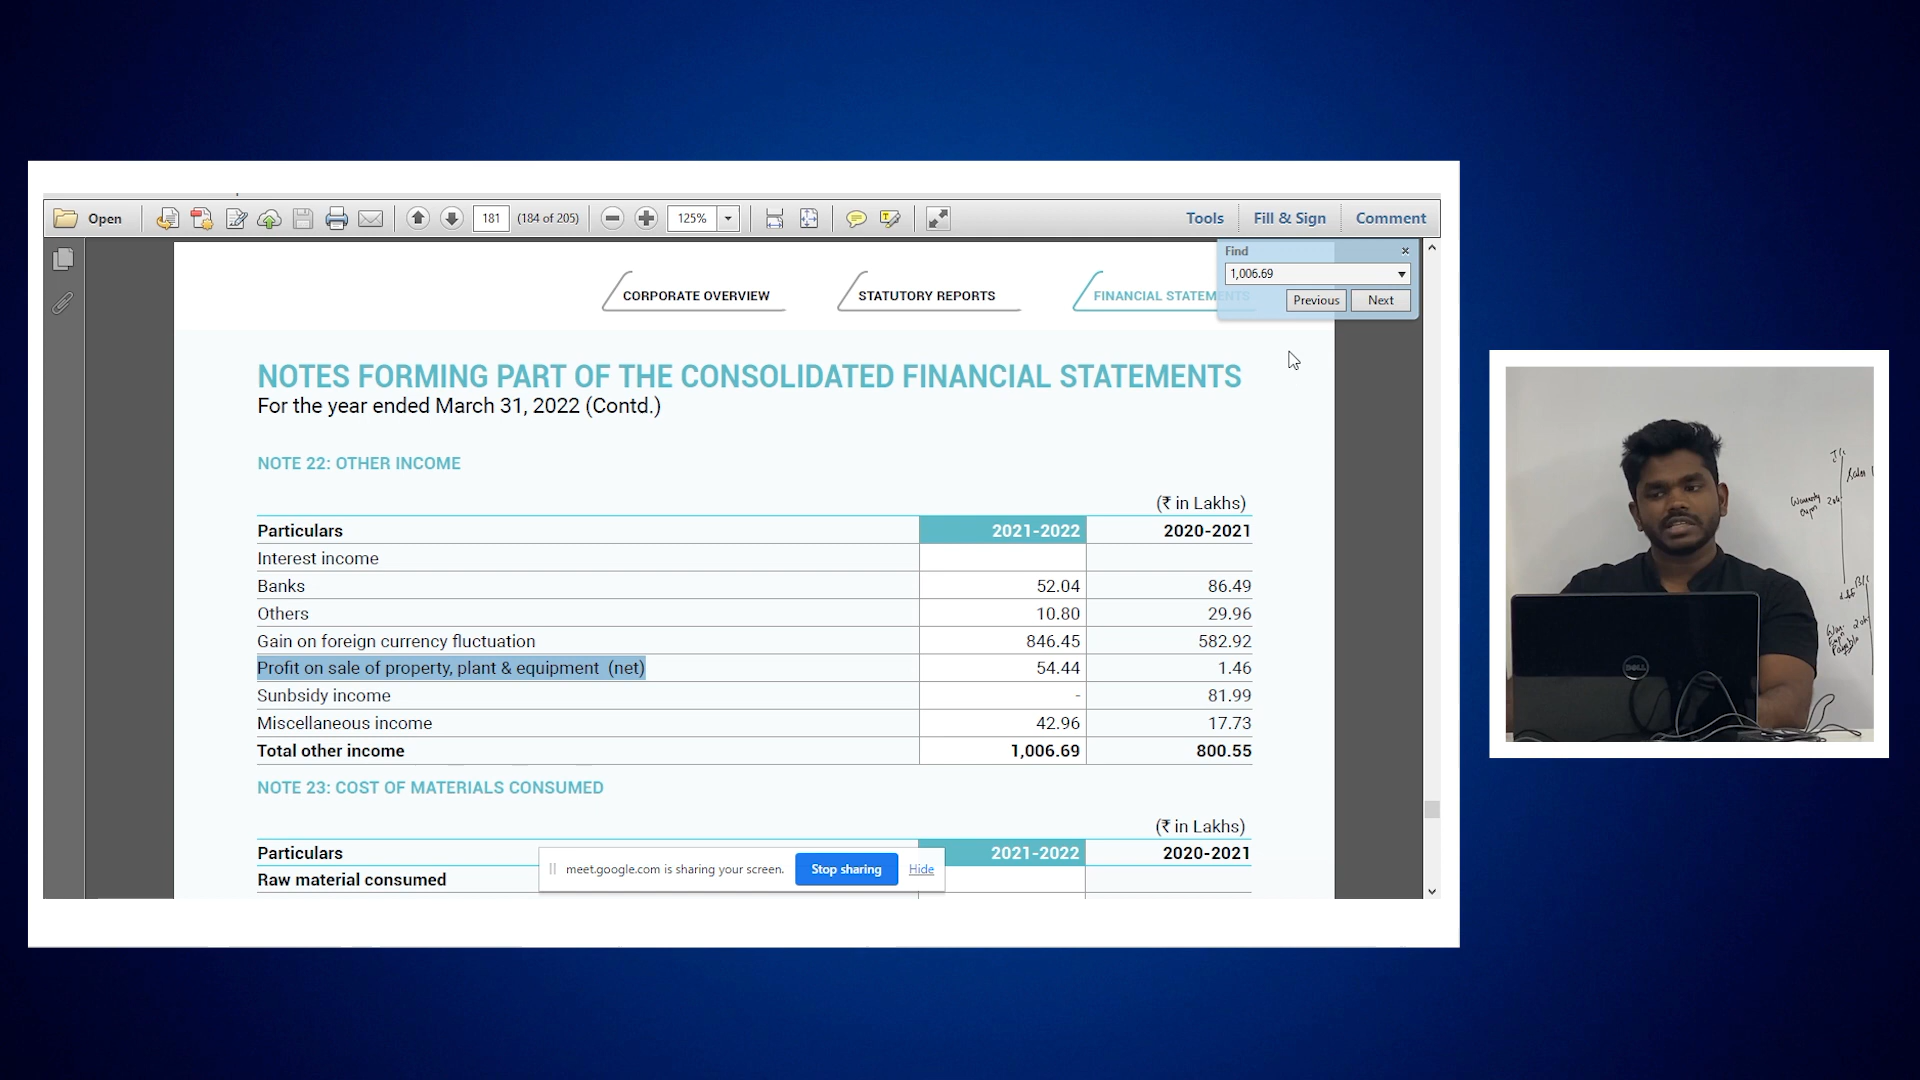 Open
181
(184 of 205)
125%
Tools
Fill & Sign
Comment
Find
1,006.69
Previous
Next
CORPORATE OVERVIEW
STATUTORY REPORTS
FINANCIAL STATEMENTS
NOTES FORMING PART OF THE CONSOLIDATED FINANCIAL STATEMENTS
For the year ended March 31, 2022 (Contd.)
NOTE 22: OTHER INCOME
(₹ in Lakhs)
Particulars 2021-2022 2020-2021
Interest income
Banks 52.04 86.49
Others 10.80 29.96
Gain on foreign currency fluctuation 846.45 582.92
Profit on sale of property, plant & equipment (net) 54.44 1.46
Sunbsidy income - 81.99
Miscellaneous income 42.96 17.73
Total other income 1,006.69 800.55
NOTE 23: COST OF MATERIALS CONSUMED
(₹ in Lakhs)
Particulars 2021-2022 2020-2021
Raw material consumed
meet.google.com is sharing your screen.
Stop sharing
Hide
Warranty
Sales
Payable
DELL